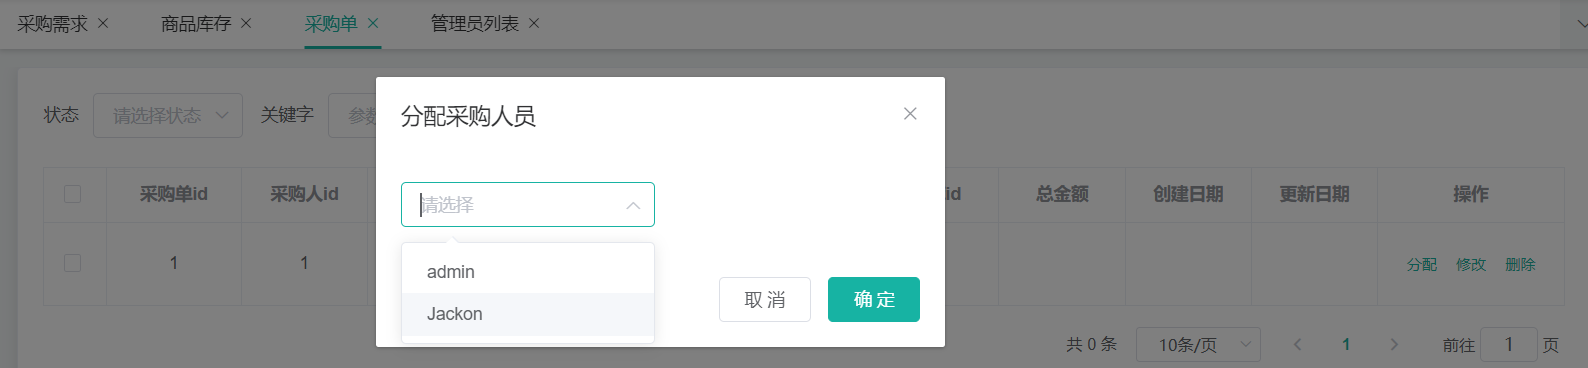 采购需求 × 商品库存 × 采购单 × 管理员列表 ×
状态 请选择状态 关键字 参数
分配采购人员
请选择
admin
Jackon
取消 确定
采购单id 采购人id id 总金额 创建日期 更新日期 操作
1 1 分配 修改 删除
共 0 条 10条/页 1 前往 1 页